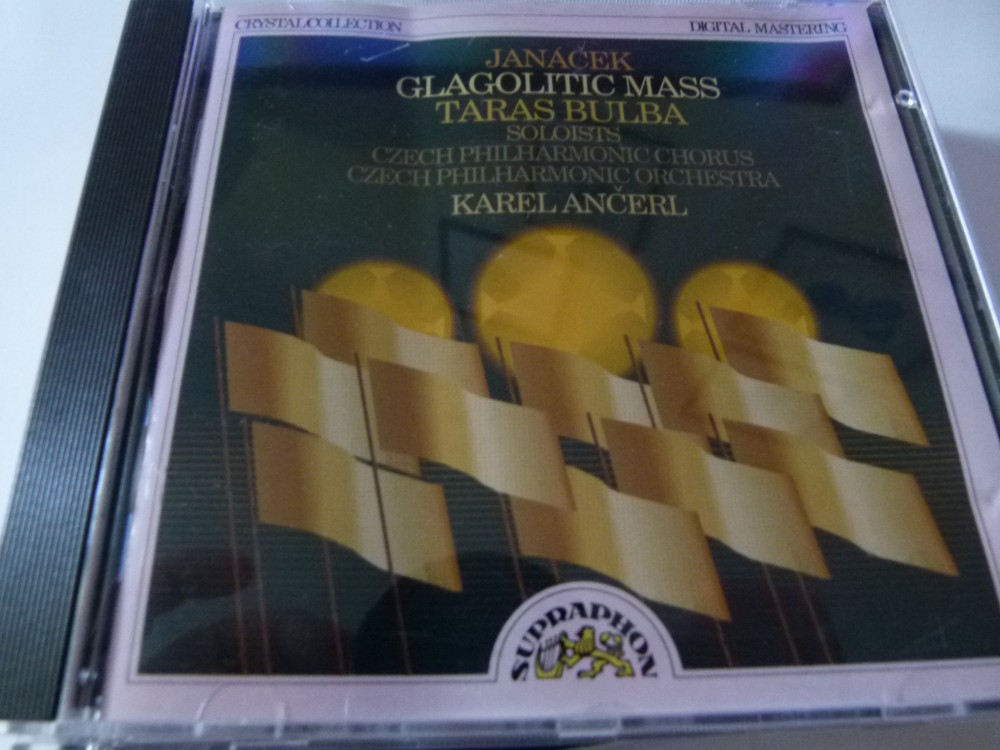 CRYSTAL COLLECTION
DIGITAL MASTERING
JANÁČEK
GLAGOLITIC MASS
TARAS BULBA
SOLOISTS
CZECH PHILHARMONIC CHORUS
CZECH PHILHARMONIC ORCHESTRA
KAREL ANČERL
SUPRAPHON